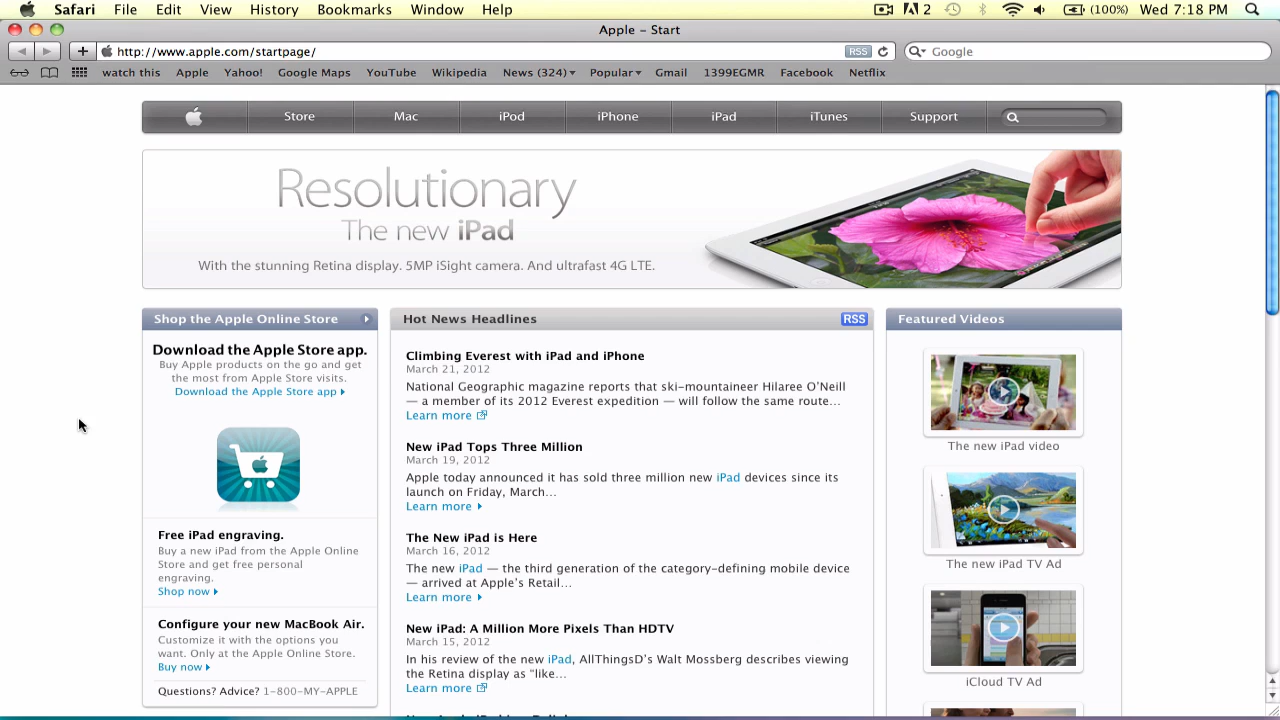 Safari File Edit View History Bookmarks Window Help 2 (100%) Wed 7:18 PM
Apple – Start
http://www.apple.com/startpage/ RSS Google
watch this Apple Yahoo! Google Maps YouTube Wikipedia News (324) Popular Gmail 1399EGMR Facebook Netflix
Store Mac iPod iPhone iPad iTunes Support
Resolutionary
The new iPad
With the stunning Retina display. 5MP iSight camera. And ultrafast 4G LTE.
Shop the Apple Online Store
Download the Apple Store app.
Buy Apple products on the go and get
the most from Apple Store visits.
Download the Apple Store app
Free iPad engraving.
Buy a new iPad from the Apple Online
Store and get free personal
engraving.
Shop now
Configure your new MacBook Air.
Customize it with the options you
want. Only at the Apple Online Store.
Buy now
Questions? Advice? 1-800-MY-APPLE
Hot News Headlines RSS
Climbing Everest with iPad and iPhone
March 21, 2012
National Geographic magazine reports that ski-mountaineer Hilaree O’Neill
— a member of its 2012 Everest expedition — will follow the same route…
Learn more
New iPad Tops Three Million
March 19, 2012
Apple today announced it has sold three million new iPad devices since its
launch on Friday, March…
Learn more
The New iPad is Here
March 16, 2012
The new iPad — the third generation of the category-defining mobile device
— arrived at Apple’s Retail…
Learn more
New iPad: A Million More Pixels Than HDTV
March 15, 2012
In his review of the new iPad, AllThingsD’s Walt Mossberg describes viewing
the Retina display as “like…
Learn more
Featured Videos
The new iPad video
The new iPad TV Ad
iCloud TV Ad